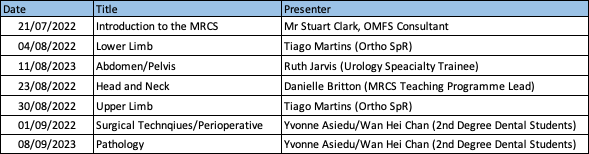 Date Title Presenter
21/07/2022 Introduction to the MRCS Mr Stuart Clark, OMFS Consultant
04/08/2022 Lower Limb Tiago Martins (Ortho SpR)
11/08/2023 Abdomen/Pelvis Ruth Jarvis (Urology Speacialty Trainee)
23/08/2022 Head and Neck Danielle Britton (MRCS Teaching Programme Lead)
30/08/2022 Upper Limb Tiago Martins (Ortho SpR)
01/09/2022 Surgical Technqiues/Perioperative Yvonne Asiedu/Wan Hei Chan (2nd Degree Dental Students)
08/09/2023 Pathology Yvonne Asiedu/Wan Hei Chan (2nd Degree Dental Students)